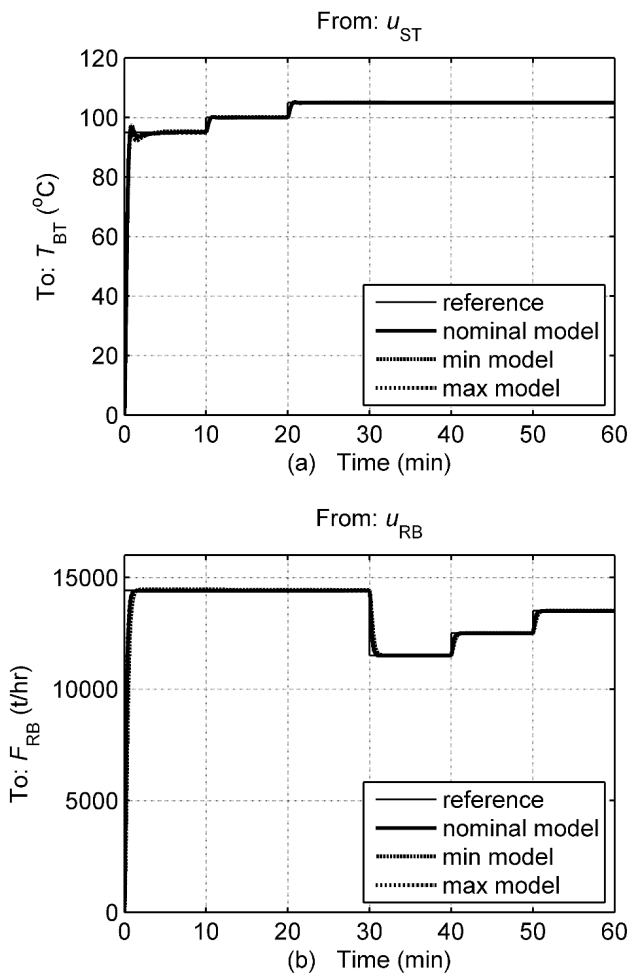 From: u_ST
120
100
80
60
40
20
0
To: T_BT (°C)
reference
nominal model
min model
max model
0 10 20 30 40 50 60
(a) Time (min)
From: u_RB
15000
10000
5000
0
To: F_RB (t/hr)
reference
nominal model
min model
max model
0 10 20 30 40 50 60
(b) Time (min)